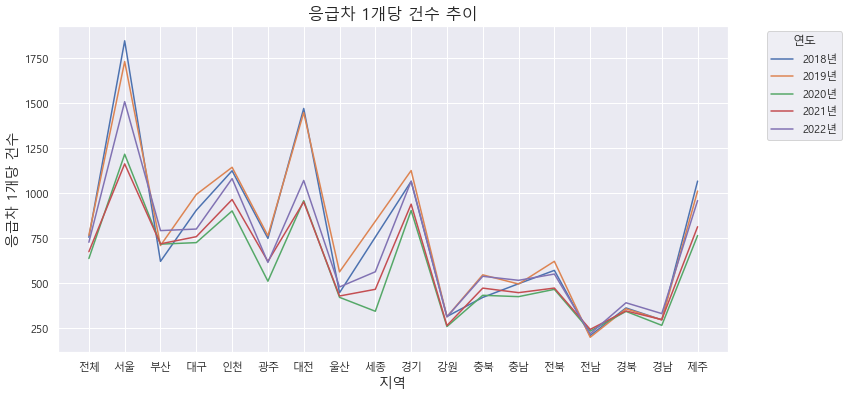 응급차 1개당 건수 추이
응급차 1개당 건수
1750
1500
1250
1000
750
500
250
전체 서울 부산 대구 인천 광주 대전 울산 세종 경기 강원 충북 충남 전북 전남 경북 경남 제주
지역
연도
2018년
2019년
2020년
2021년
2022년